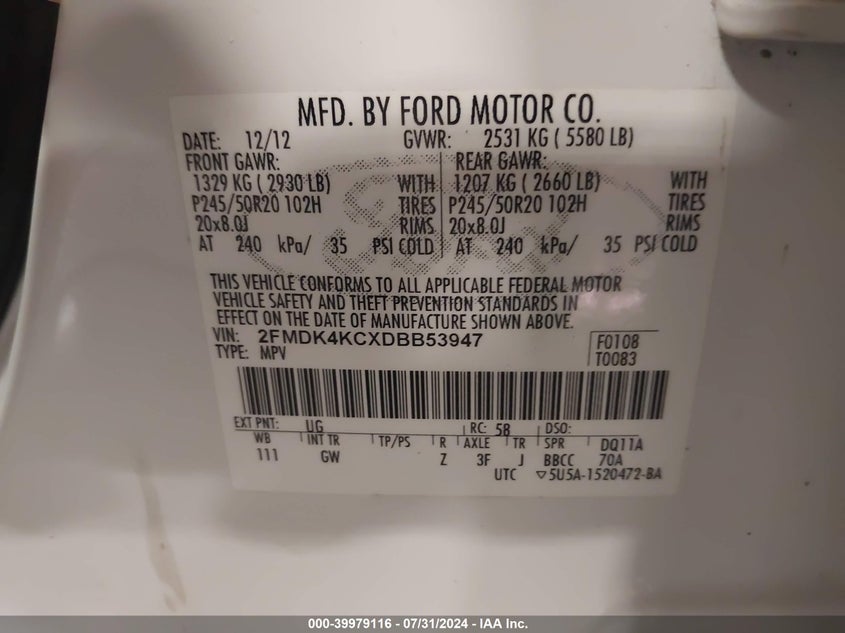 MFD. BY FORD MOTOR CO.
DATE: 12/12 GVWR: 2531 KG ( 5580 LB)
FRONT GAWR: REAR GAWR:
1329 KG ( 2930 LB) WITH 1207 KG ( 2660 LB) WITH
P245/50R20 102H TIRES P245/50R20 102H TIRES
20x8.0J RIMS 20x8.0J RIMS
AT 240 kPa/ 35 PSI COLD AT 240 kPa/ 35 PSI COLD
THIS VEHICLE CONFORMS TO ALL APPLICABLE FEDERAL MOTOR
VEHICLE SAFETY AND THEFT PREVENTION STANDARDS IN
EFFECT ON THE DATE OF MANUFACTURE SHOWN ABOVE.
VIN: 2FMDK4KCXDBB53947 F0108
TYPE: MPV T0083
EXT PNT: UG RC: 58 DSO:
WB INT TR TP/PS R AXLE TR SPR DQ11A
111 GW Z 3F J BBCC 70A
UTC ▽5U5A-1520472-BA
000-39979116 - 07/31/2024 - IAA Inc.